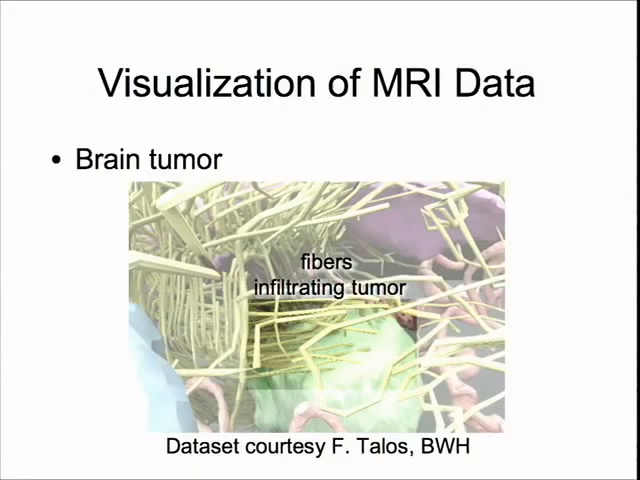 Visualization of MRI Data
• Brain tumor
fibers
infiltrating tumor
Dataset courtesy F. Talos, BWH